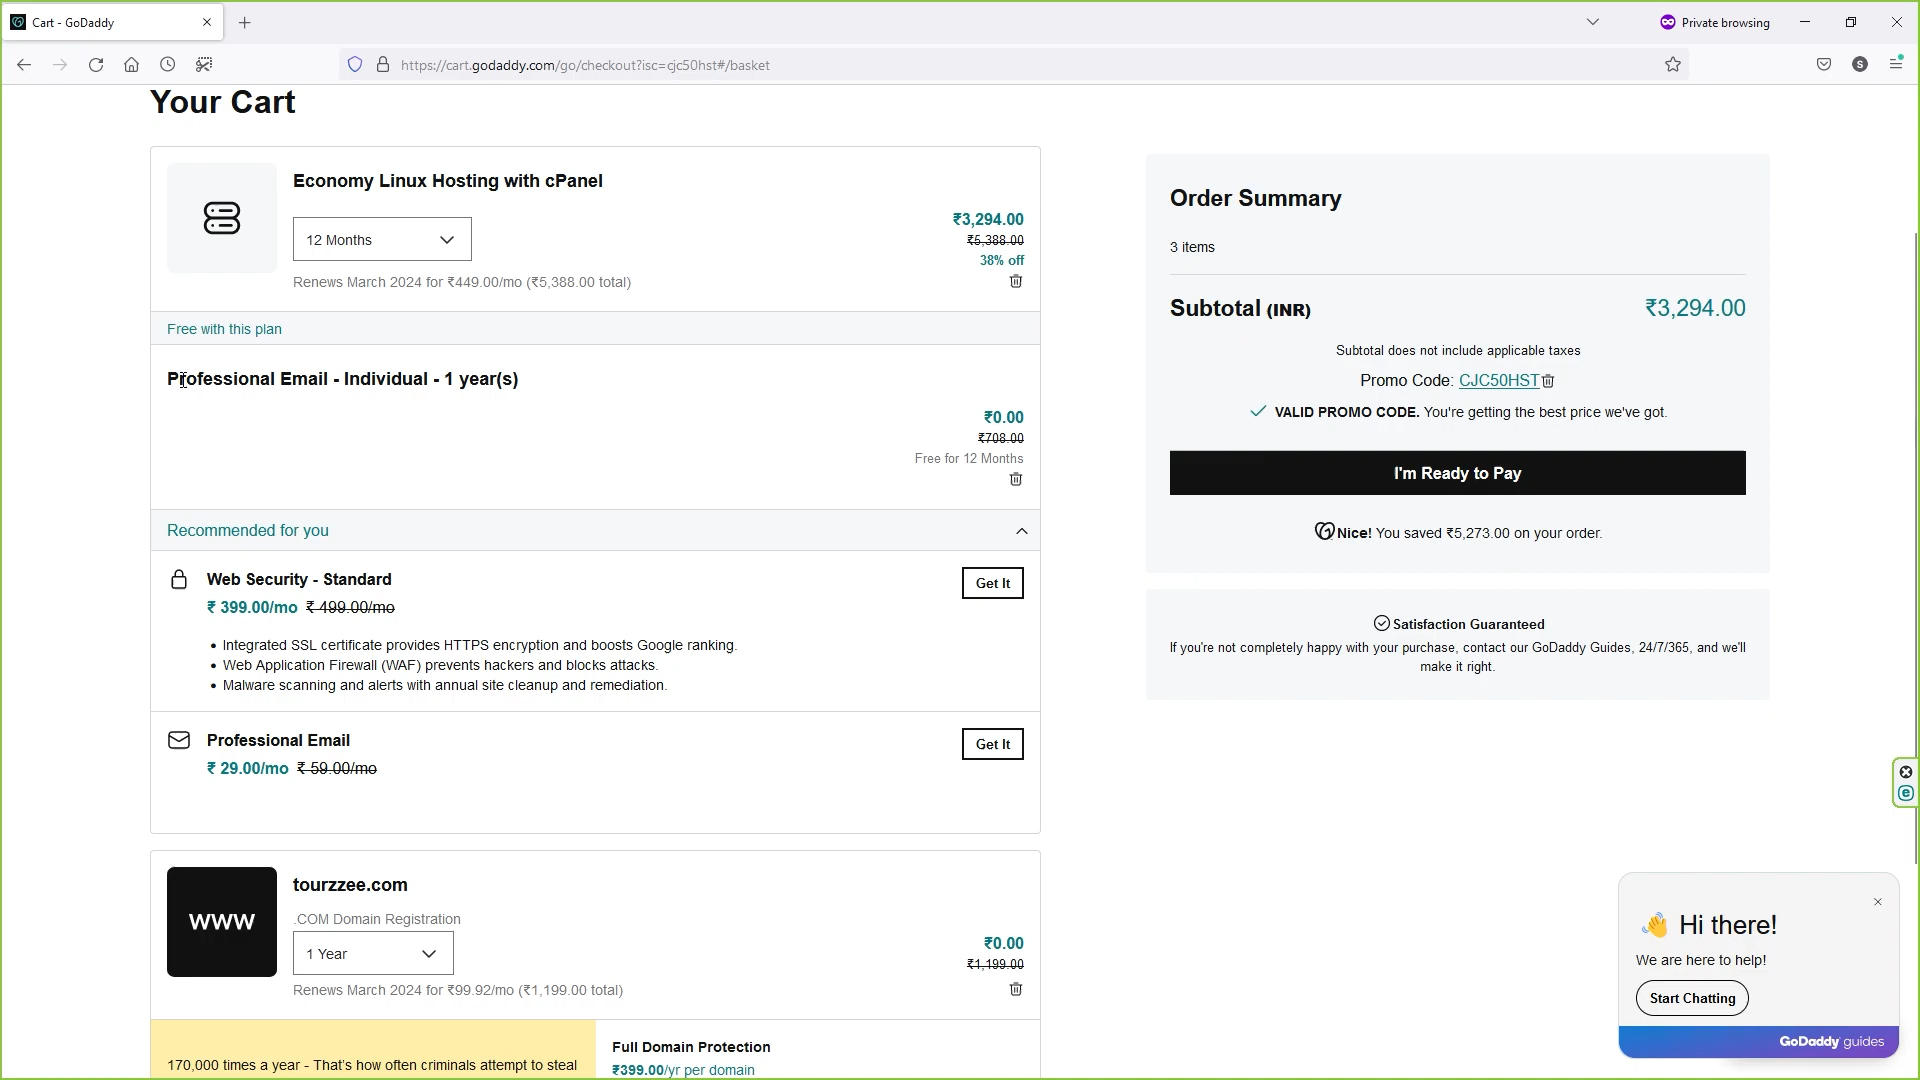 Cart - GoDaddy
Private browsing
https://cart.godaddy.com/go/checkout?isc=cjc50hst#/basket
S
Your Cart
Economy Linux Hosting with cPanel
12 Months
₹3,294.00
₹5,388.00
38% off
Renews March 2024 for ₹449.00/mo (₹5,388.00 total)
Free with this plan
Professional Email - Individual - 1 year(s)
₹0.00
₹708.00
Free for 12 Months
Recommended for you
Web Security - Standard
₹ 399.00/mo ₹ 499.00/mo
Get It
• Integrated SSL certificate provides HTTPS encryption and boosts Google ranking.
• Web Application Firewall (WAF) prevents hackers and blocks attacks.
• Malware scanning and alerts with annual site cleanup and remediation.
Professional Email
₹ 29.00/mo ₹ 59.00/mo
Get It
www
tourzzee.com
.COM Domain Registration
1 Year
₹0.00
₹1,199.00
Renews March 2024 for ₹99.92/mo (₹1,199.00 total)
170,000 times a year - That's how often criminals attempt to steal
Full Domain Protection
₹399.00/yr per domain
Order Summary
3 items
Subtotal (INR)
₹3,294.00
Subtotal does not include applicable taxes
Promo Code: CJC50HST
VALID PROMO CODE. You're getting the best price we've got.
I'm Ready to Pay
Nice! You saved ₹5,273.00 on your order.
Satisfaction Guaranteed
If you're not completely happy with your purchase, contact our GoDaddy Guides, 24/7/365, and we'll
make it right.
e
Hi there!
We are here to help!
Start Chatting
GoDaddy guides